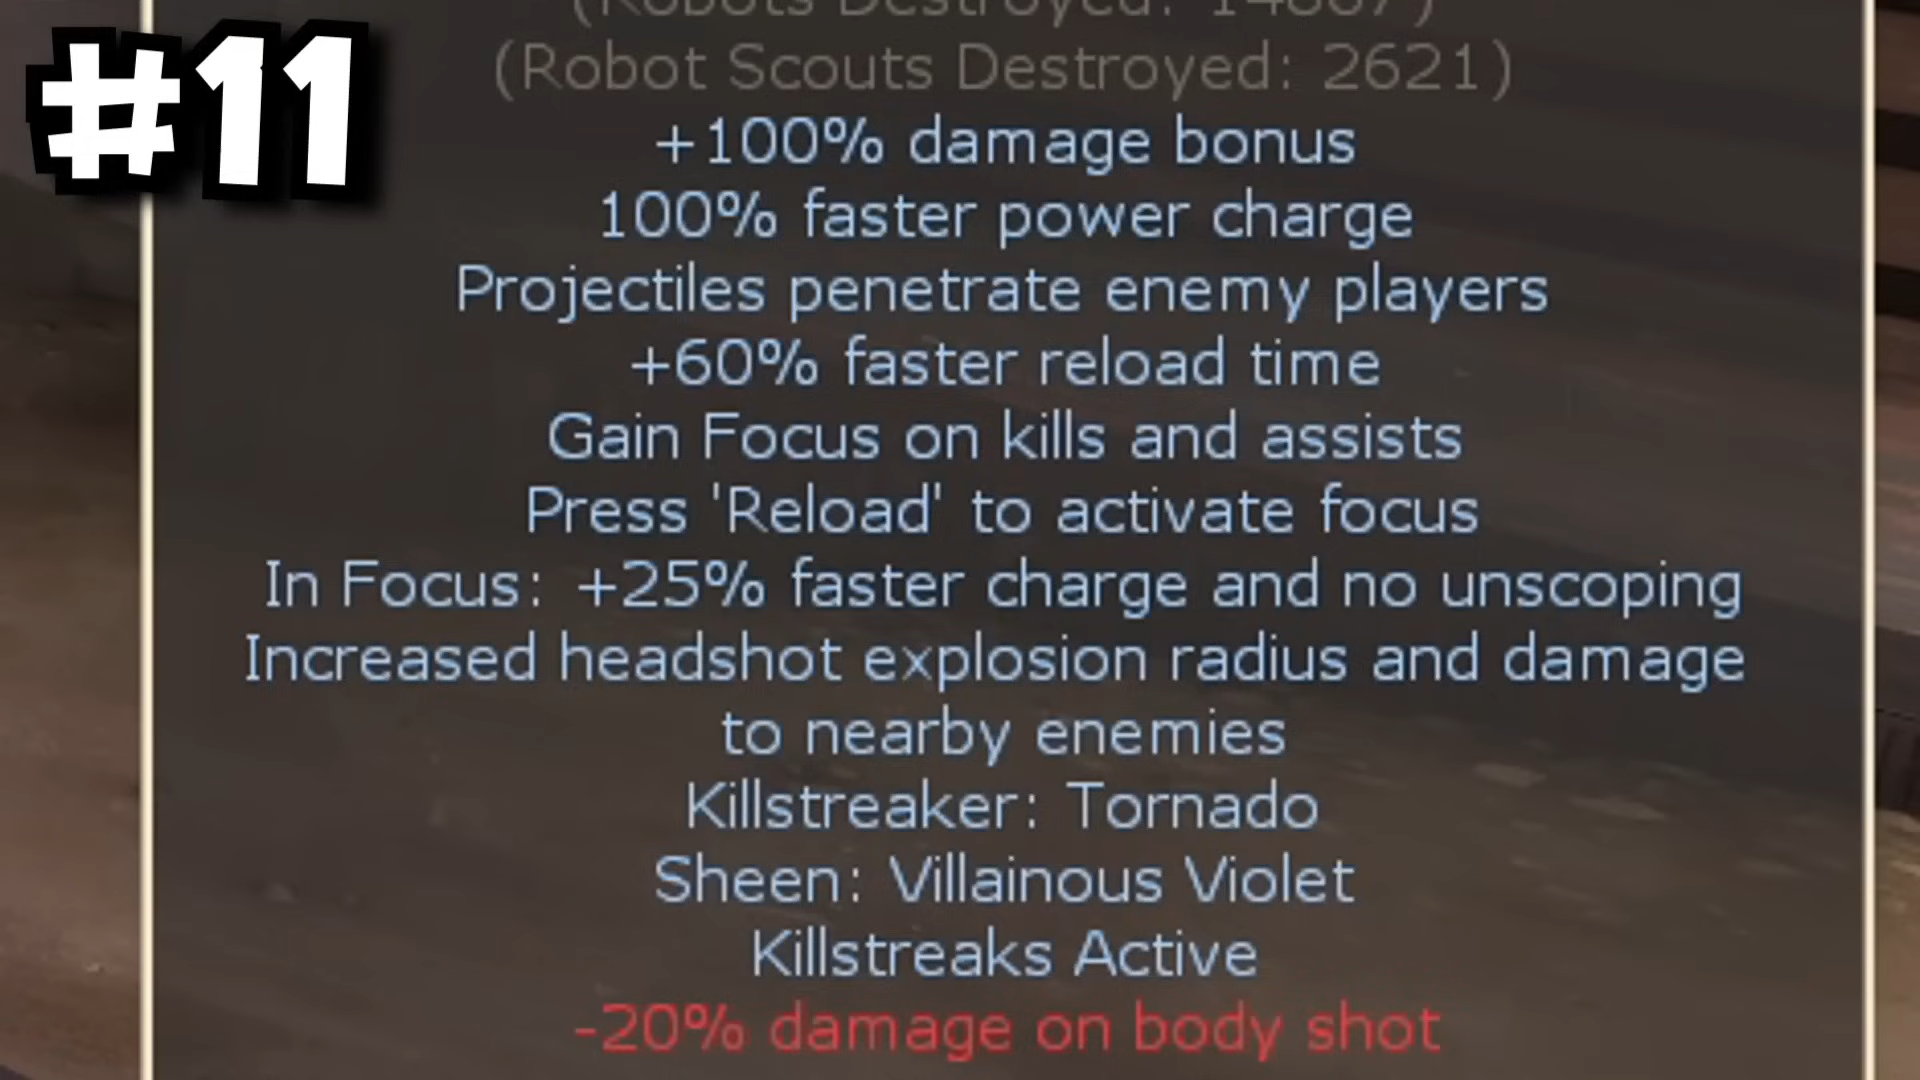 #11
(Robots Destroyed:
(Robot Scouts Destroyed: 2621)
+100% damage bonus
100% faster power charge
Projectiles penetrate enemy players
+60% faster reload time
Gain Focus on kills and assists
Press 'Reload' to activate focus
In Focus: +25% faster charge and no unscoping
Increased headshot explosion radius and damage
to nearby enemies
Killstreaker: Tornado
Sheen: Villainous Violet
Killstreaks Active
-20% damage on body shot